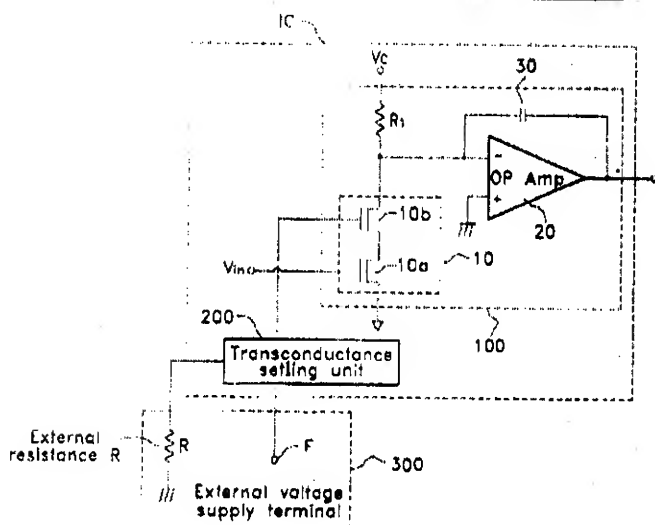 IC
Vc
30
R1
-
OP Amp
+
20
10b
10a
10
Vin
100
200
Transconductance
setling unit
External
resistance R
R
F
300
External voltage
supply terminal